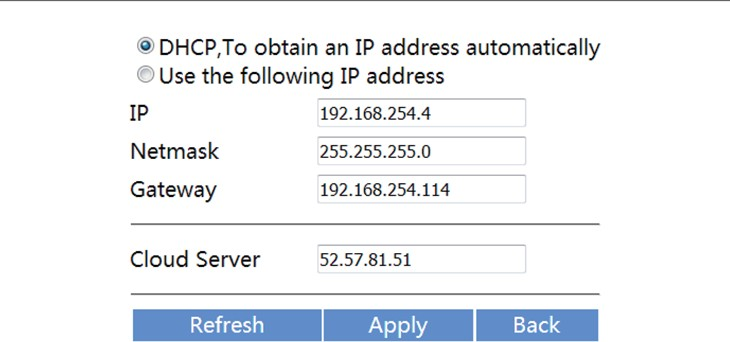 DHCP,To obtain an IP address automatically
Use the following IP address
IP 192.168.254.4
Netmask 255.255.255.0
Gateway 192.168.254.114
Cloud Server 52.57.81.51
Refresh Apply Back